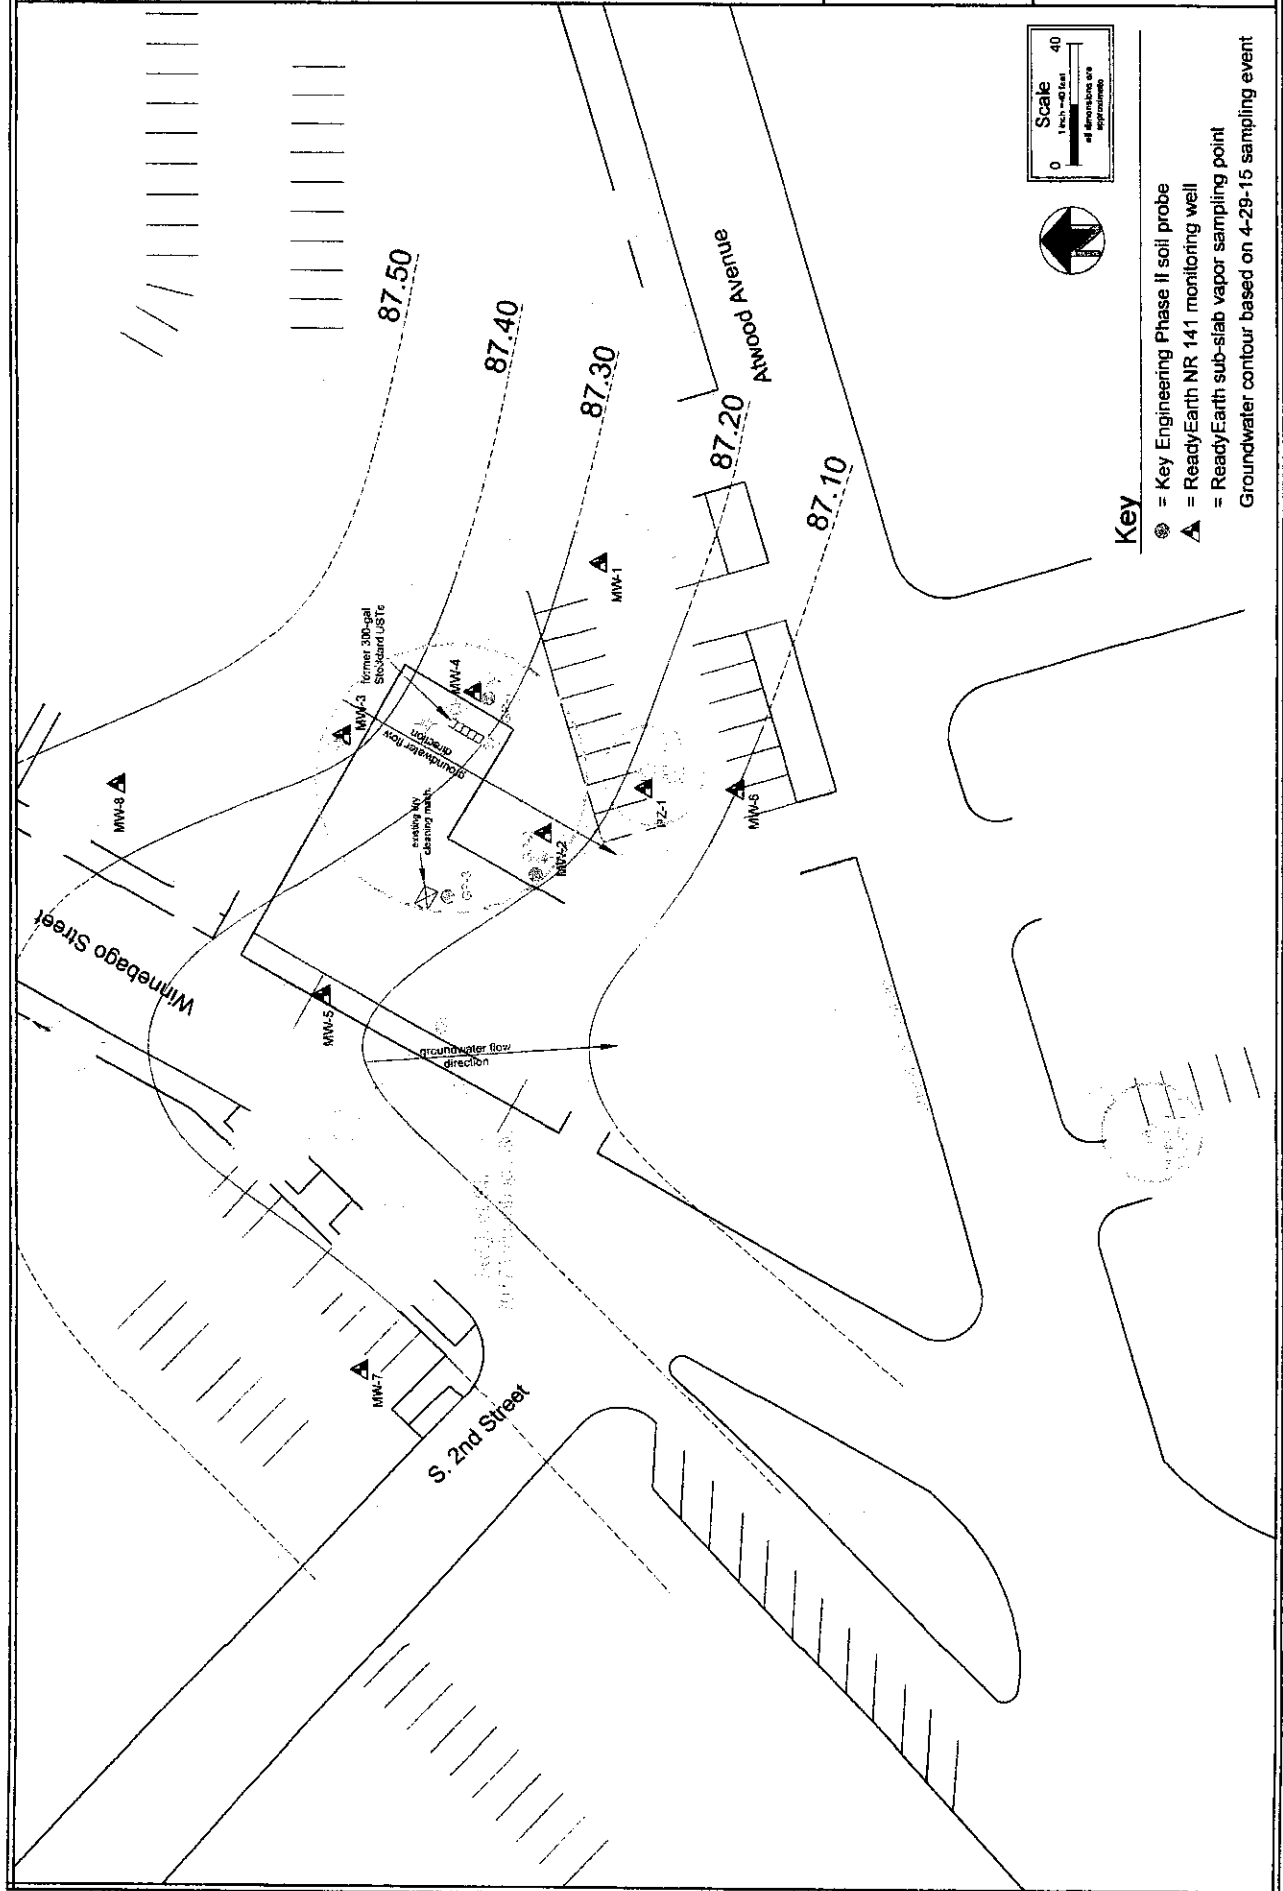 Winnebago Street
MW-8
MW-3
former 300-gal
Stoddard USTs
MW-4
groundwater flow
direction
existing dry
cleaning mach.
GP-3
MW-2
MW-5
groundwater flow
direction
MW-7
S. 2nd Street
MW-1
PZ-1
MW-6
87.50
87.40
87.30
87.20
87.10
Atwood Avenue
Scale
1 inch = 40 feet
0 40
all dimensions are
approximate
N
Key
= Key Engineering Phase II soil probe
= ReadyEarth NR 141 monitoring well
= ReadyEarth sub-slab vapor sampling point
Groundwater contour based on 4-29-15 sampling event